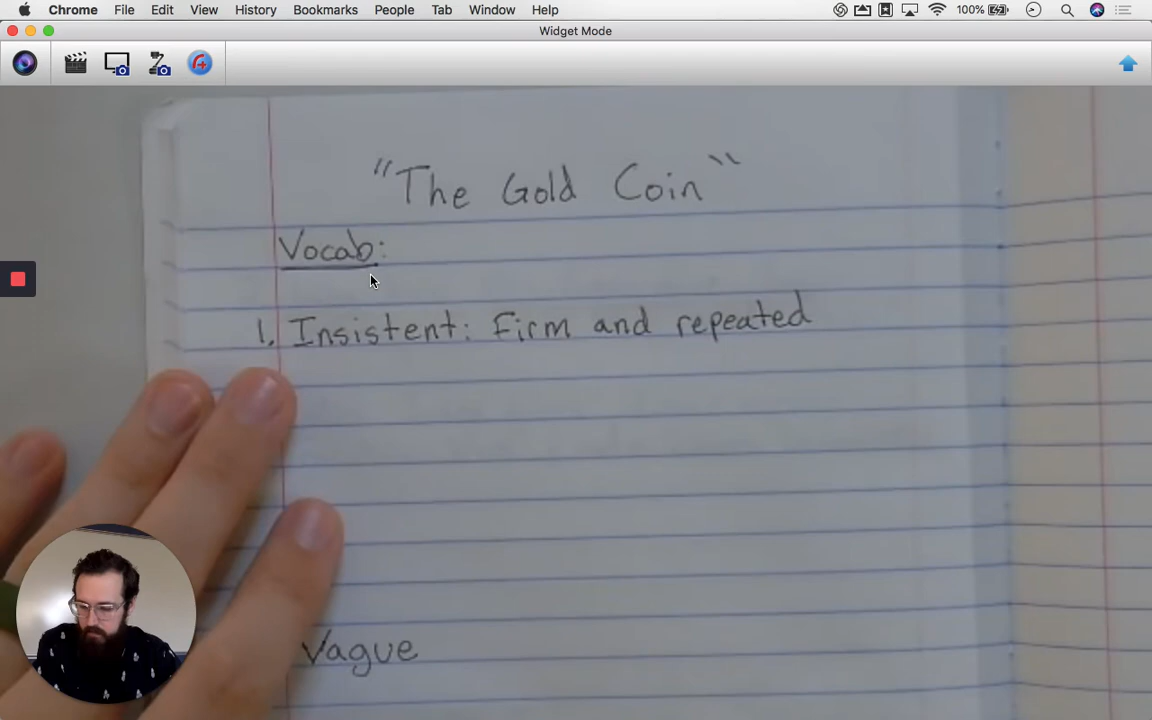 Chrome File Edit View History Bookmarks People Tab Window Help 100%
Widget Mode
"The Gold Coin"
Vocab:
1. Insistent: Firm and repeated
Vague